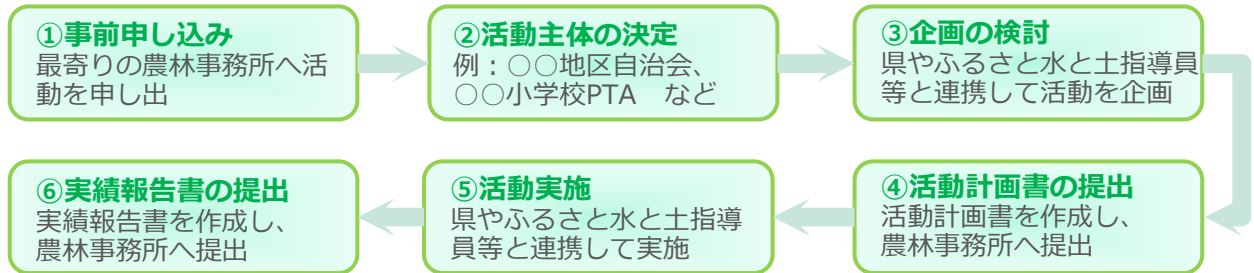 ①事前申し込み
最寄りの農林事務所へ活
動を申し出
②活動主体の決定
例：○○地区自治会、
○○小学校PTA　など
③企画の検討
県やふるさと水と土指導員
等と連携して活動を企画
④活動計画書の提出
活動計画書を作成し、
農林事務所へ提出
⑤活動実施
県やふるさと水と土指導
員等と連携して実施
⑥実績報告書の提出
実績報告書を作成し、
農林事務所へ提出